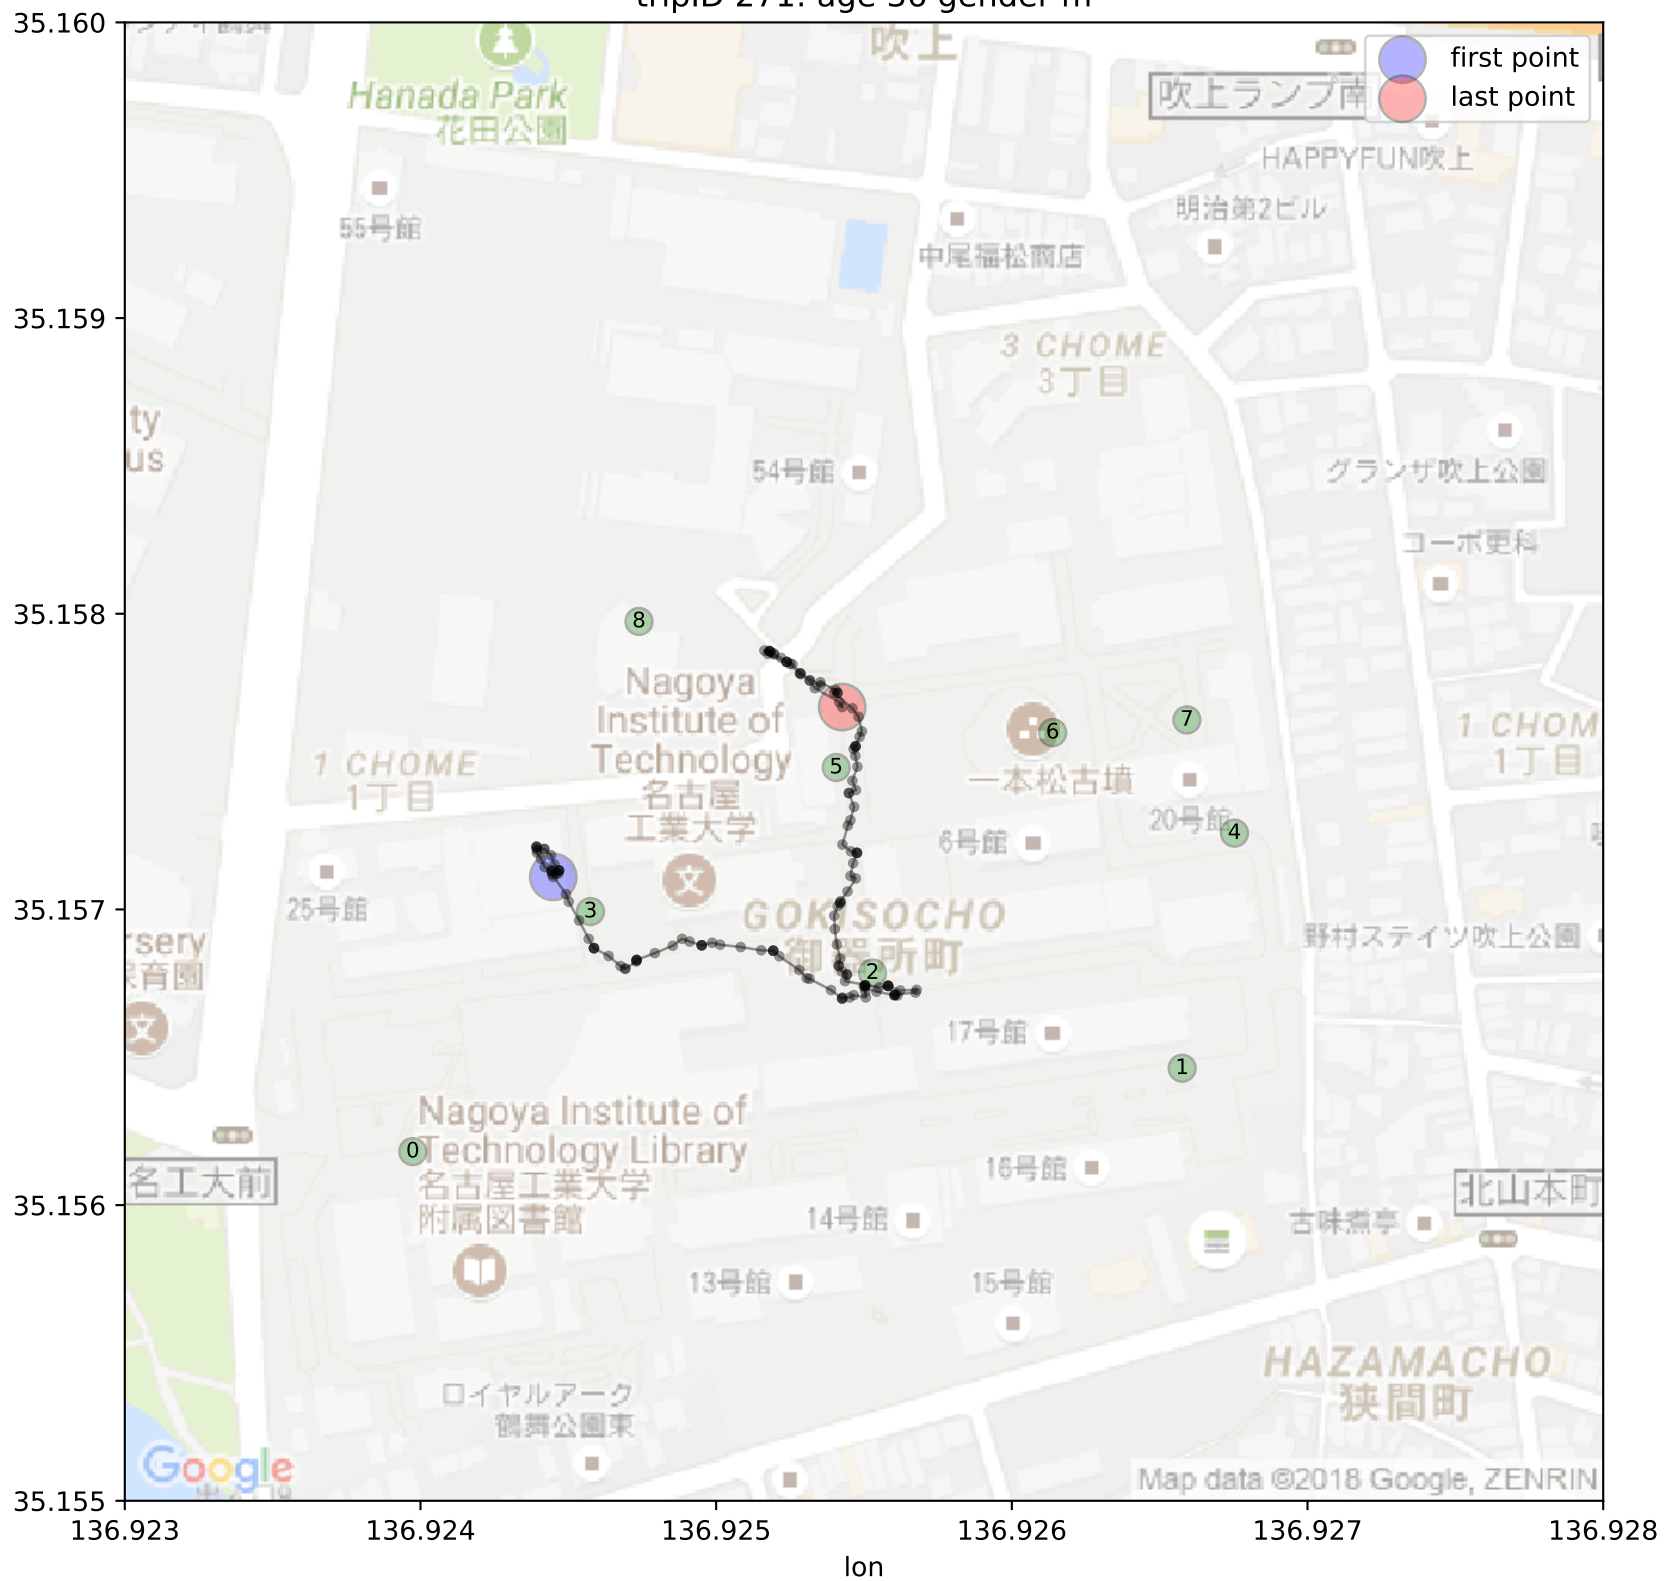 35.160
first point
last point
吹上
Hanada Park
花田公園
吹上ランプ南
HAPPYFUN吹上
55号館
明治第2ビル
中尾福松商店
35.159
3 CHOME
3丁目
ty
us
54号館
グランザ吹上公園
コーポ更科
35.158
8
Nagoya
Institute of
Technology
名古屋
工業大学
7
6
5
1 CHOME
1丁目
1 CHOM
1丁目
一本松古墳
20号館
4
6号館
25号館
35.157
3
GOKISOCHO
御器所町
rsery
保育園
野村ステイツ吹上公園
2
17号館
1
Nagoya Institute of
Technology Library
名古屋工業大学
附属図書館
0
名工大前
16号館
北山本町
35.156
14号館
古味煮亭
13号館
15号館
HAZAMACHO
狭間町
ロイヤルアーク
鶴舞公園東
Google
Map data ©2018 Google, ZENRIN
35.155
136.923
136.924
136.925
136.926
136.927
136.928
lon